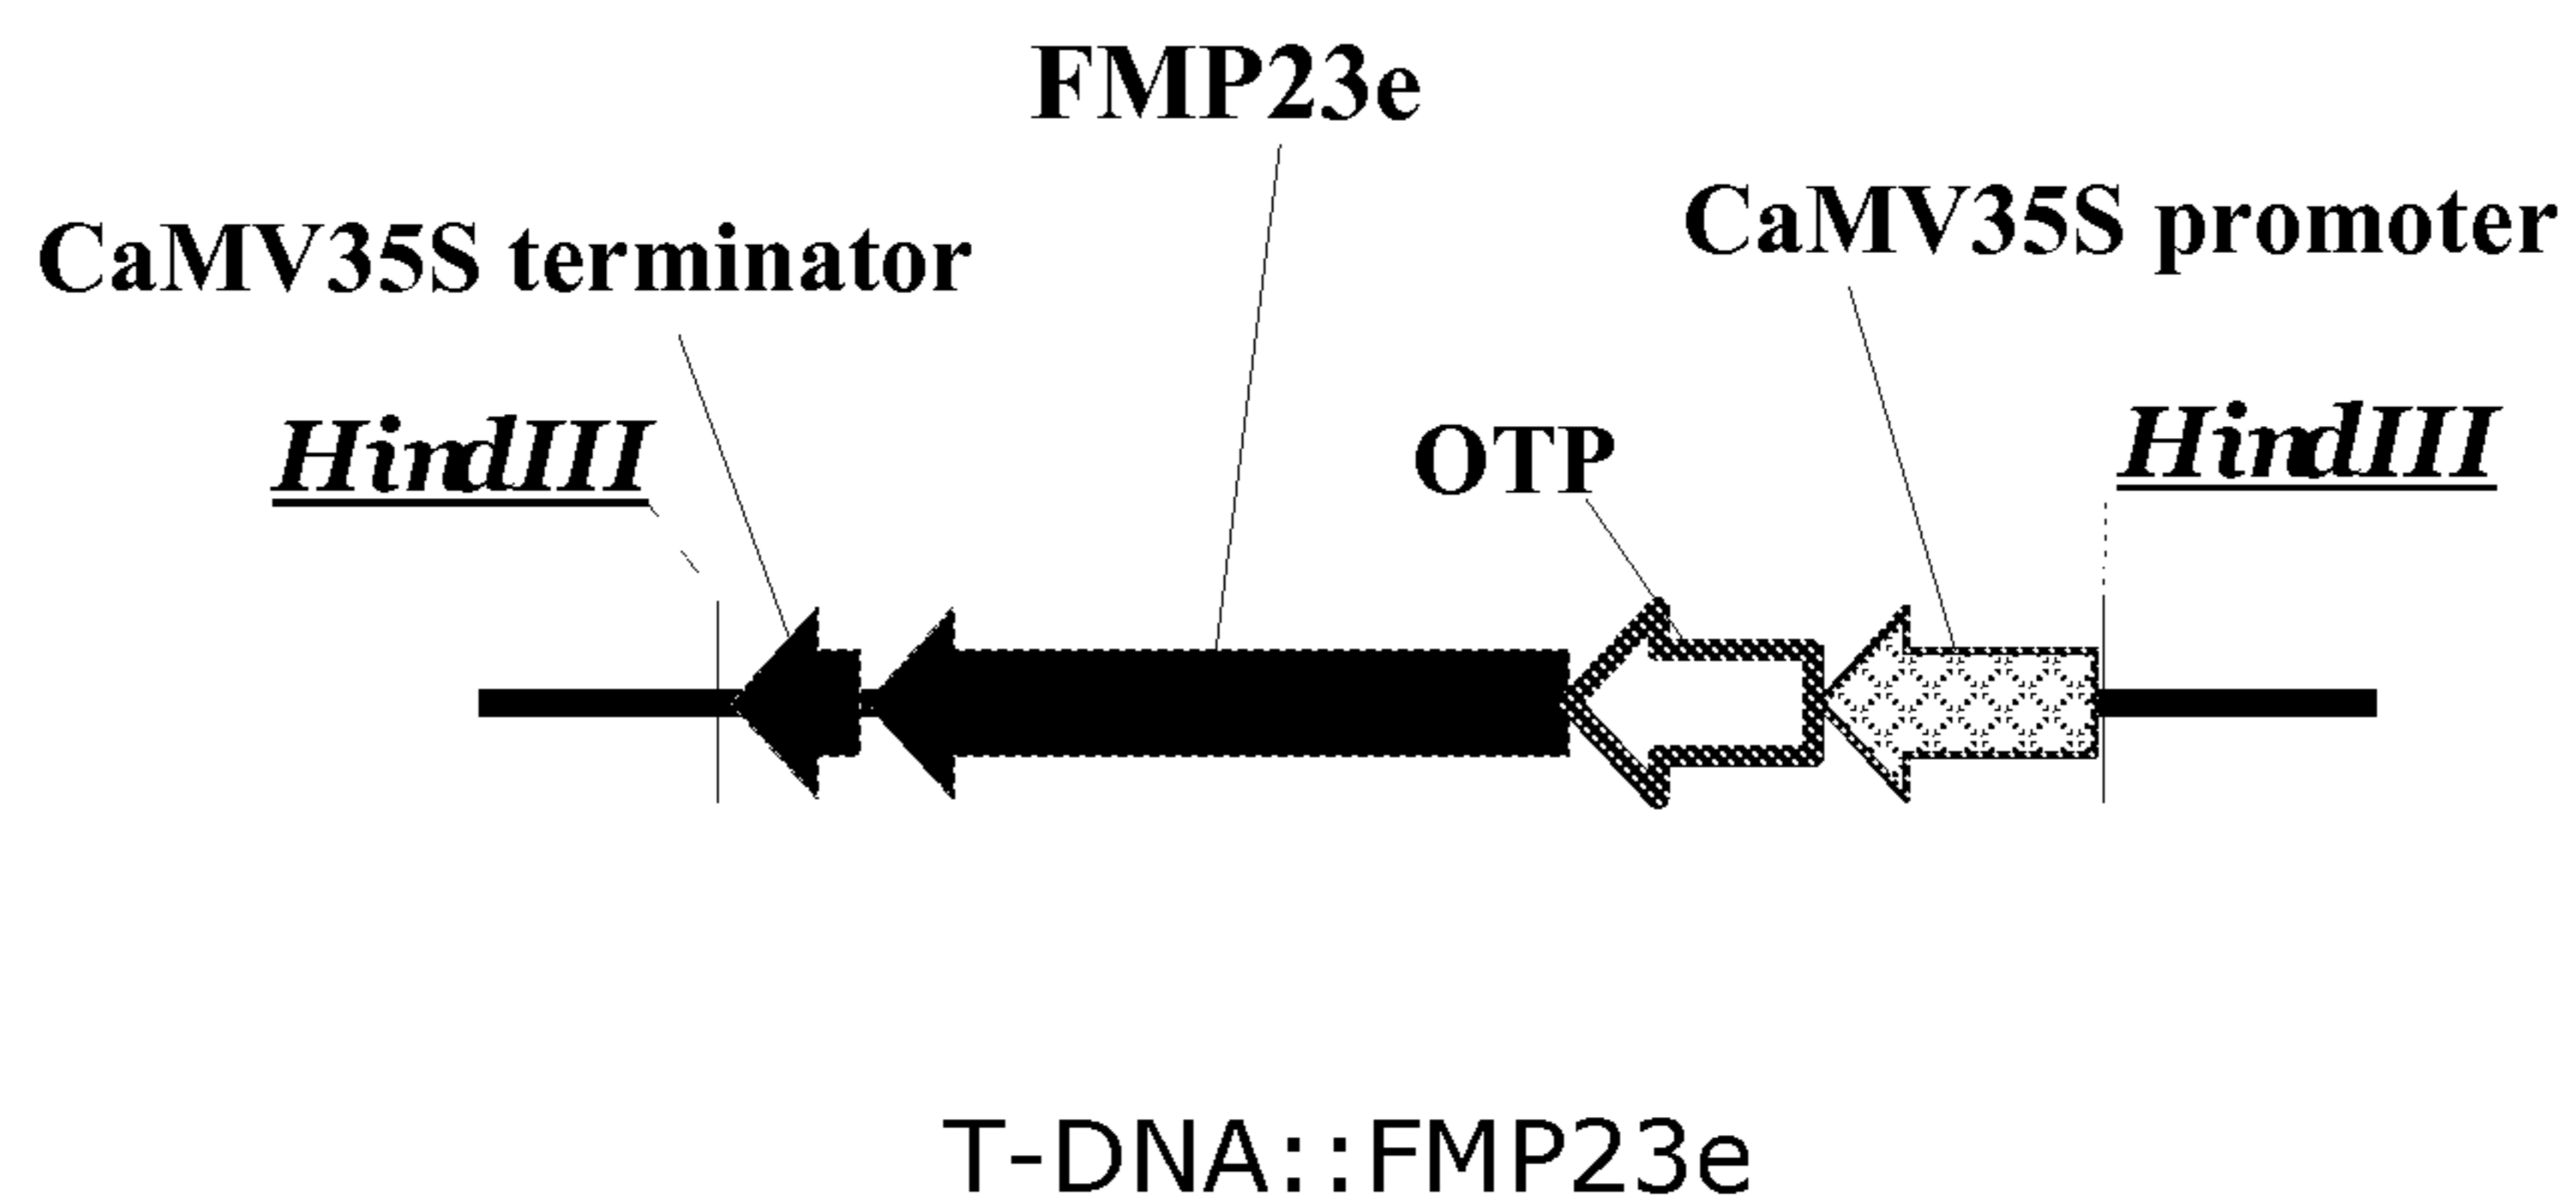 FMP23e
CaMV35S promoter
CaMV35S terminator
HindIII
OTP
HindIII
T-DNA::FMP23e